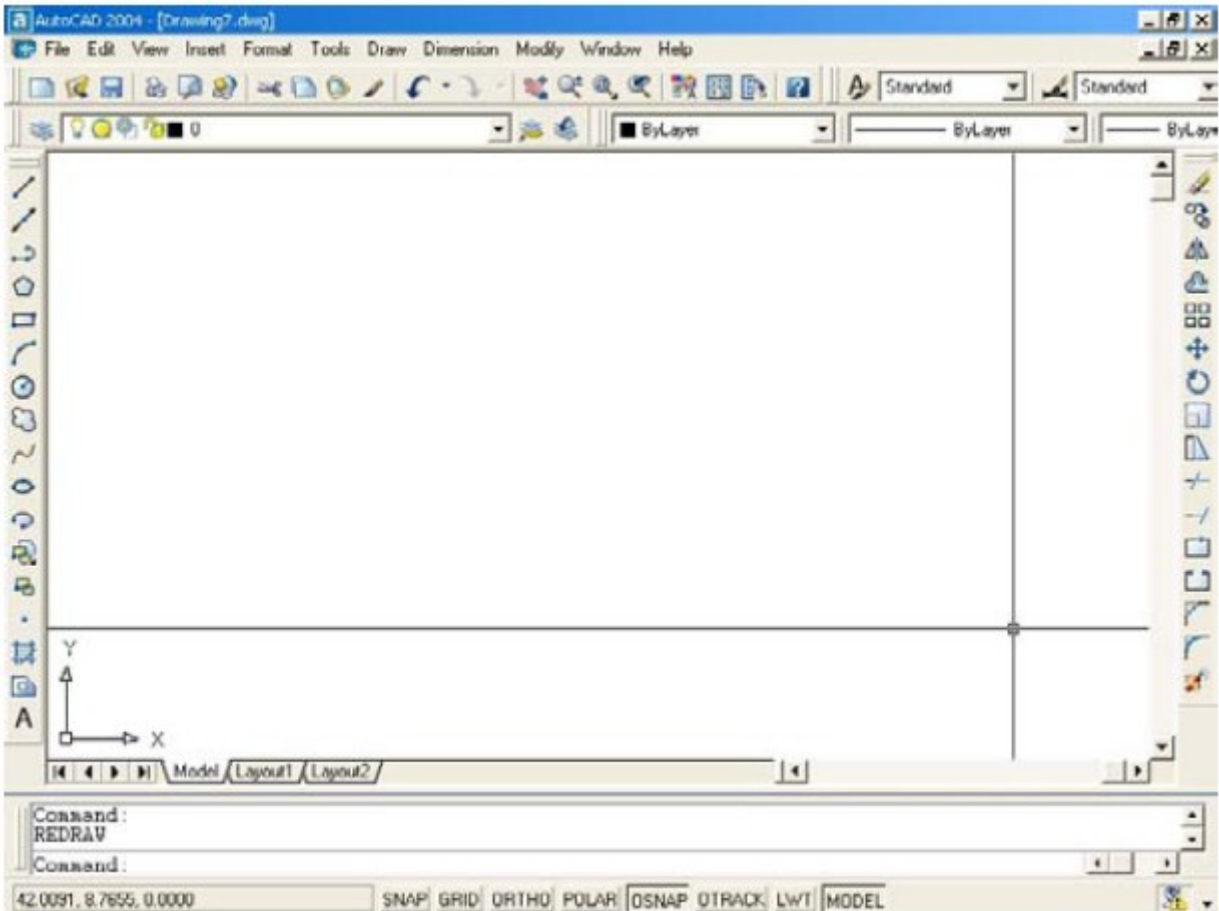 AutoCAD 2004 - [Drawing7.dwg]
File Edit View Insert Format Tools Draw Dimension Modify Window Help
Standard Standard
0 ByLayer ByLayer ByLaye
A
Y
X
Model Layout1 Layout2
Command:
REDRAW
Command:
42.0091, 8.7655, 0.0000 SNAP GRID ORTHO POLAR OSNAP OTRACK LWT MODEL